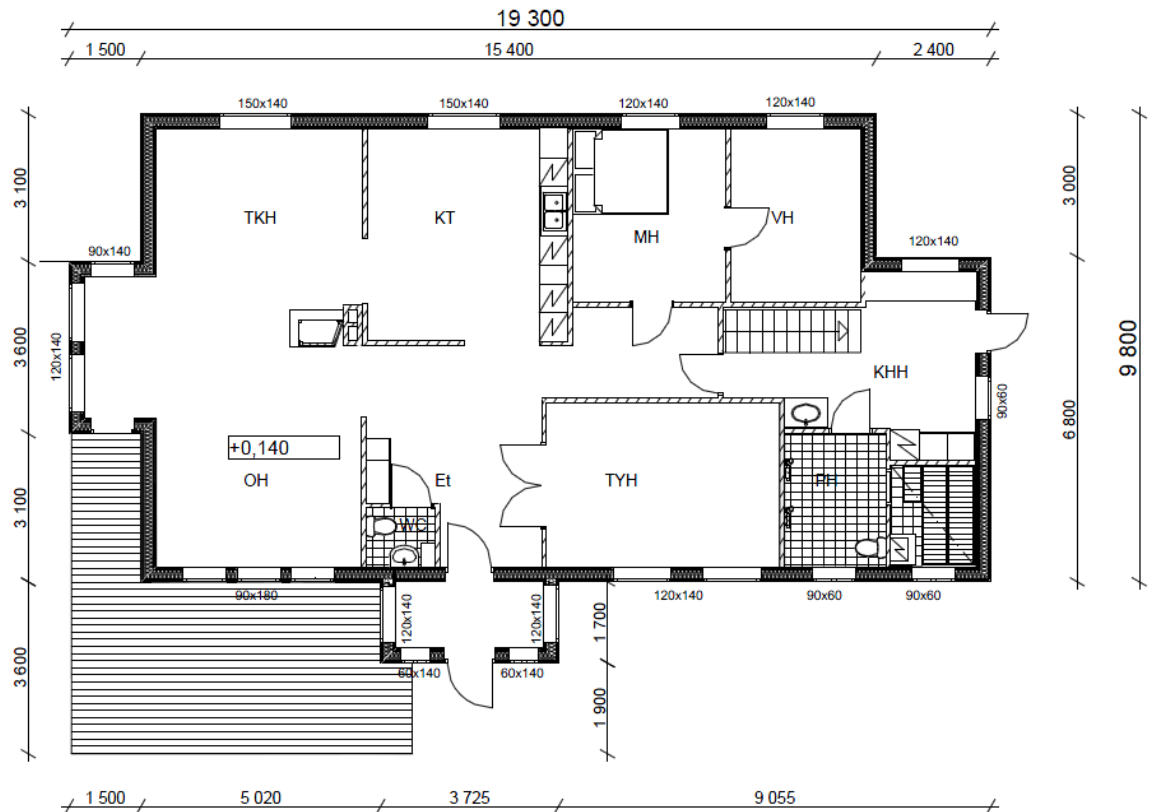 19 300
1 500
15 400
2 400
150x140
150x140
120x140
120x140
3 100
3 000
TKH
KT
MH
VH
90x140
120x140
3 600
120x140
9 800
KHH
90x60
6 800
+0,140
OH
Et
TYH
PH
3 100
WC
90x180
120x140
120x140
120x140
90x60
90x60
1 700
3 600
60x140
60x140
1 900
1 500
5 020
3 725
9 055